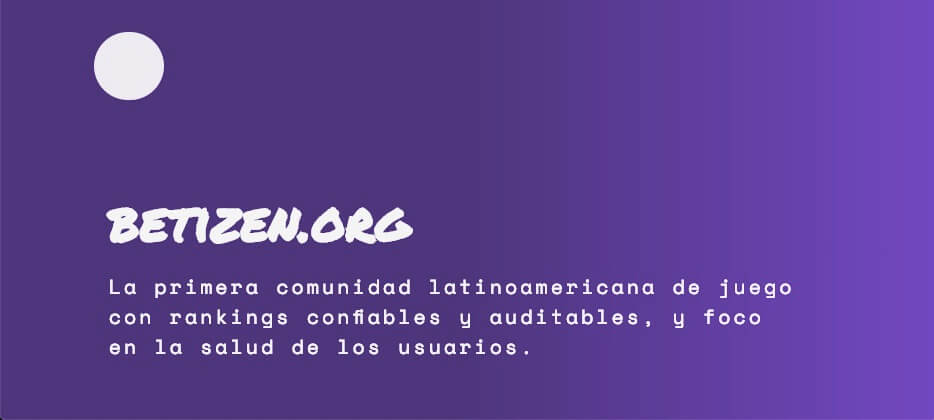 BETIZEN.ORG
La primera comunidad latinoamericana de juego
con rankings confiables y auditables, y foco
en la salud de los usuarios.